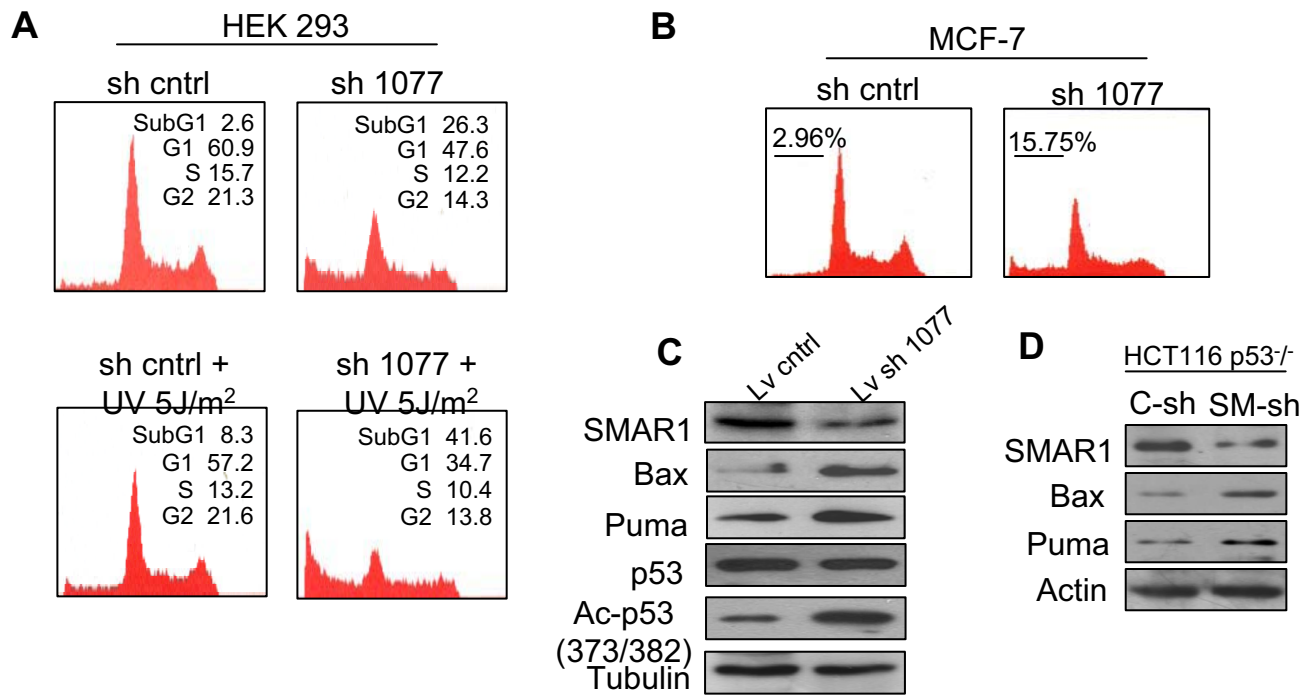 A
HEK 293
sh cntrl
SubG1 2.6
G1 60.9
S 15.7
G2 21.3
sh 1077
SubG1 26.3
G1 47.6
S 12.2
G2 14.3
sh cntrl +
UV 5J/m²
SubG1 8.3
G1 57.2
S 13.2
G2 21.6
sh 1077 +
UV 5J/m²
SubG1 41.6
G1 34.7
S 10.4
G2 13.8
B
MCF-7
sh cntrl
2.96%
sh 1077
15.75%
C
Lv cntrl
Lv sh 1077
SMAR1
Bax
Puma
p53
Ac-p53
(373/382)
Tubulin
D
HCT116 p53⁻/⁻
C-sh SM-sh
SMAR1
Bax
Puma
Actin